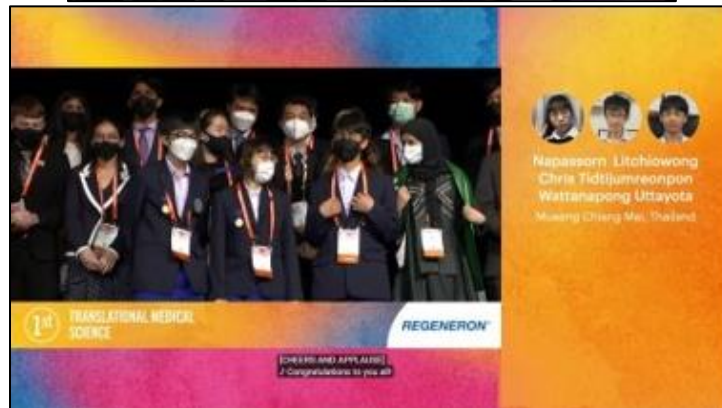 1st
TRANSLATIONAL MEDICAL
SCIENCE
REGENERON
[CHEERS AND APPLAUSE]
♪ Congratulations to you all!
Napassorn Litchiowong
Chris Tidtijumreonpon
Wattanapong Uttayota
Mueang Chiang Mai, Thailand